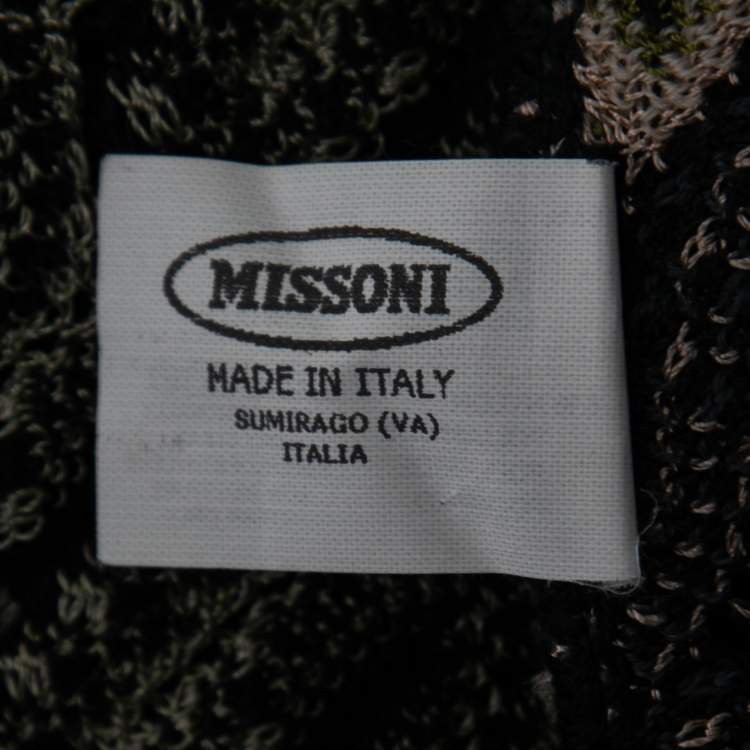 MISSONI
MADE IN ITALY
SUMIRAGO (VA)
ITALIA